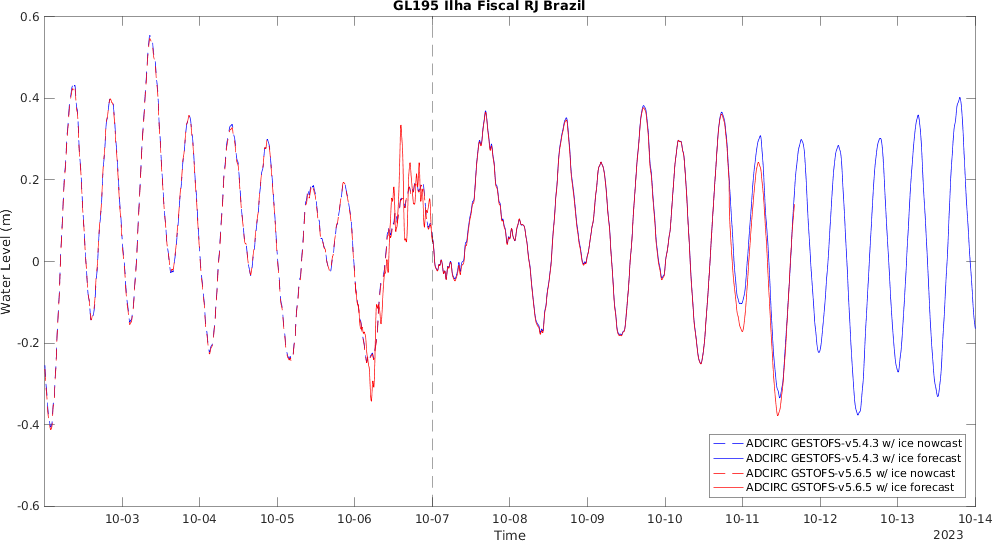 GL195 Ilha Fiscal RJ Brazil
0.6
0.4
0.2
0
-0.2
-0.4
-0.6
Water Level (m)
10-03 10-04 10-05 10-06 10-07 10-08 10-09 10-10 10-11 10-12 10-13 10-14
Time
2023
ADCIRC GESTOFS-v5.4.3 w/ ice nowcast
ADCIRC GESTOFS-v5.4.3 w/ ice forecast
ADCIRC GSTOFS-v5.6.5 w/ ice nowcast
ADCIRC GSTOFS-v5.6.5 w/ ice forecast